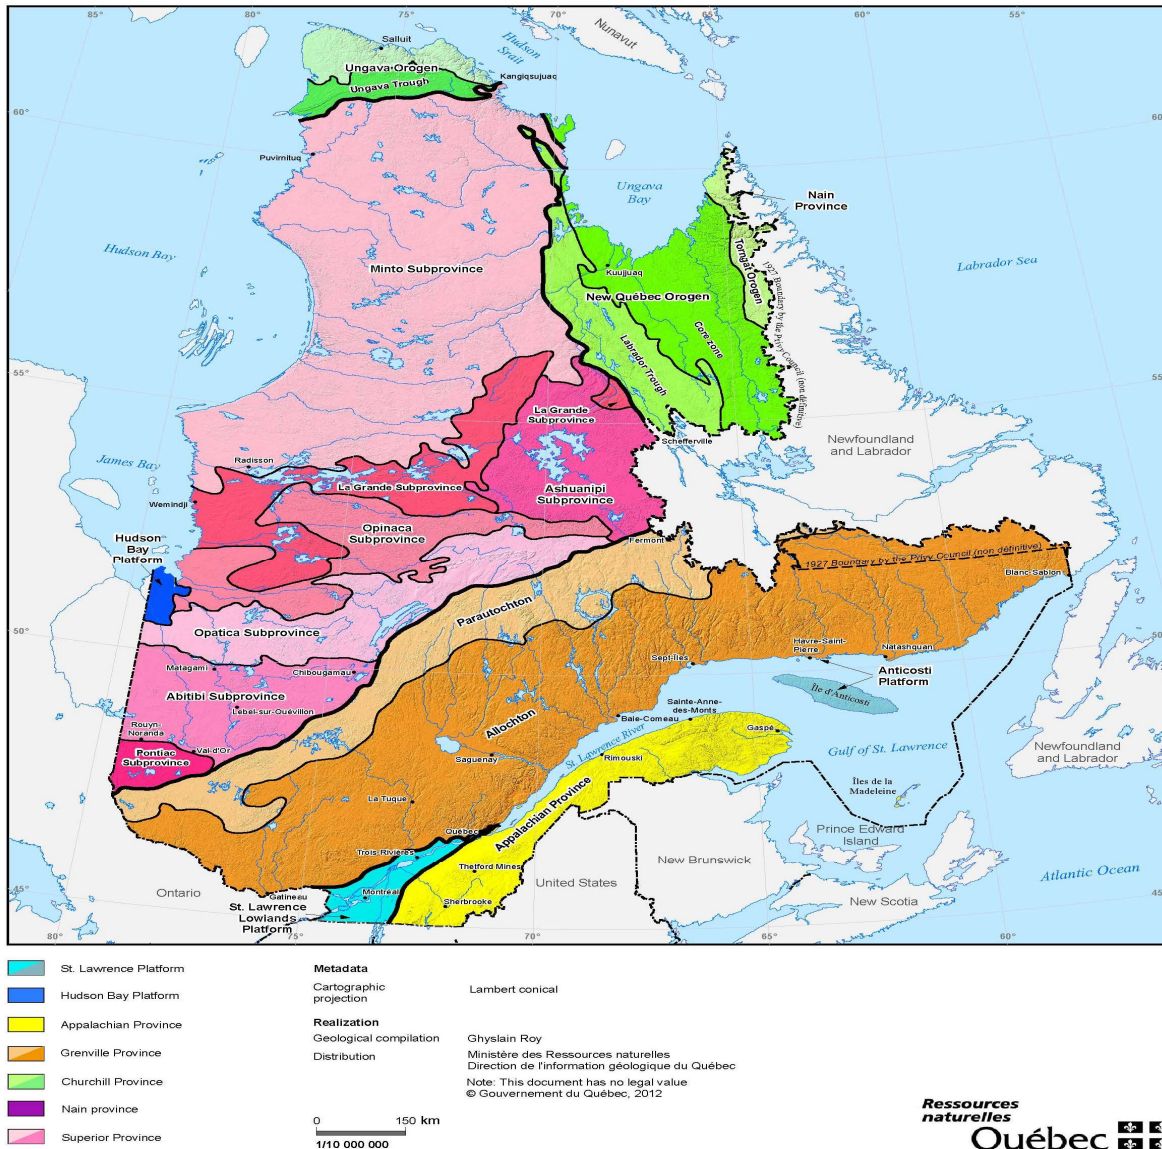 85°
80°
75°
70°
65°
60°
55°
Salluit
Hudson
Strait
Nunavut
Ungava Orogen
Ungava Trough
Kangiqsujuaq
60°
60
Puvirnituq
Ungava
Bay
Nain
Province
Hudson Bay
Labrador Sea
Minto Subprovince
Kuujjuaq
New Québec Orogen
Torngat Orogen
1927 Boundary by the Privy Council (non définitive)
Core zone
Labrador Trough
55°
55
La Grande
Subprovince
Schefferville
Newfoundland
and Labrador
James Bay
Radisson
La Grande Subprovince
Ashuanipi
Subprovince
Wemindji
Opinaca
Subprovince
Hudson
Bay
Platform
Fermont
1927 Boundary by the Privy Council (non définitive)
Blanc-Sablon
Parautochton
50°
50
Opatica Subprovince
Matagami
Chibougamau
Sept-Iles
Havre-Saint-
Pierre
Natashquan
Anticosti
Platform
Île d'Anticosti
Abitibi Subprovince
Lebel-sur-Quévillon
Sainte-Anne-
des-Monts
Baie-Comeau
Gaspé
Allochton
St. Lawrence River
Rouyn-
Noranda
Val-d'Or
Pontiac
Subprovince
Saguenay
Rimouski
Gulf of St. Lawrence
Newfoundland
and Labrador
Îles de la
Madeleine
La Tuque
Appalachian Province
Québec
Prince Edward
Island
Trois-Rivières
New Brunswick
Thetford Mines
United States
Atlantic Ocean
Ontario
Gatineau
Montréal
Sherbrooke
Nova Scotia
St. Lawrence
Lowlands
Platform
45°
45
80°
75°
70°
65°
60°
St. Lawrence Platform
Hudson Bay Platform
Appalachian Province
Grenville Province
Churchill Province
Nain province
Superior Province
Metadata
Cartographic
projection
Lambert conical
Realization
Geological compilation
Ghyslain Roy
Distribution
Ministère des Ressources naturelles
Direction de l'information géologique du Québec
Note: This document has no legal value
© Gouvernement du Québec, 2012
0 150 km
1/10 000 000
Ressources
naturelles
Québec